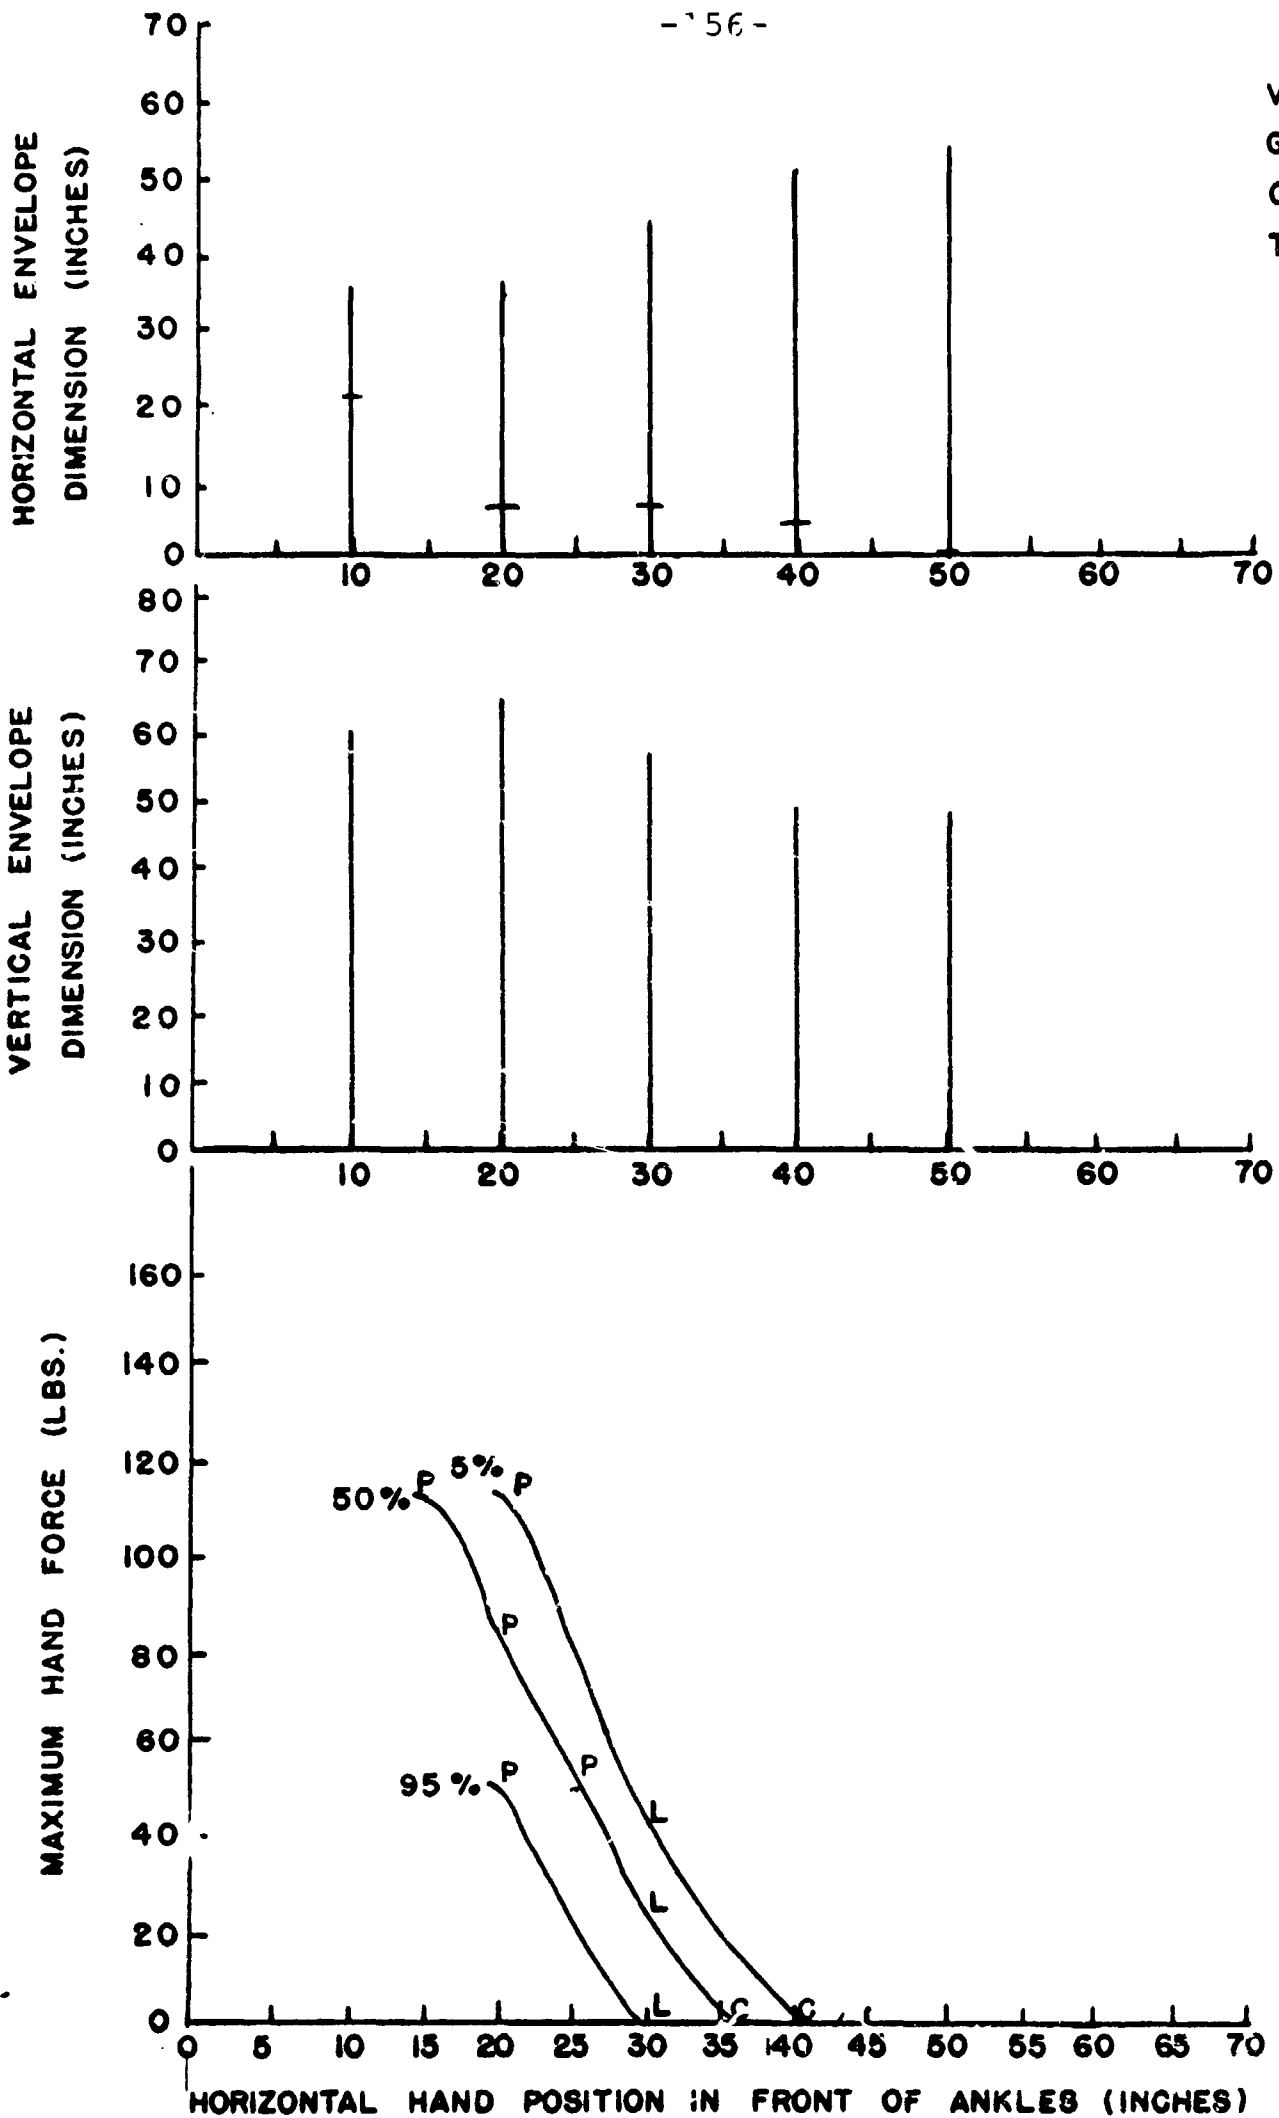 -156-
V
G
C
T
HORIZONTAL ENVELOPE
DIMENSION (INCHES)
70
60
50
40
30
20
10
0
10 20 30 40 50 60 70
VERTICAL ENVELOPE
DIMENSION (INCHES)
80
70
60
50
40
30
20
10
0
10 20 30 40 50 60 70
MAXIMUM HAND FORCE (LBS.)
160
140
120
100
80
60
40
20
0
5% P
50% P
P
95% P
P
L
L
L C C
0 5 10 15 20 25 30 35 40 45 50 55 60 65 70
HORIZONTAL HAND POSITION IN FRONT OF ANKLES (INCHES)